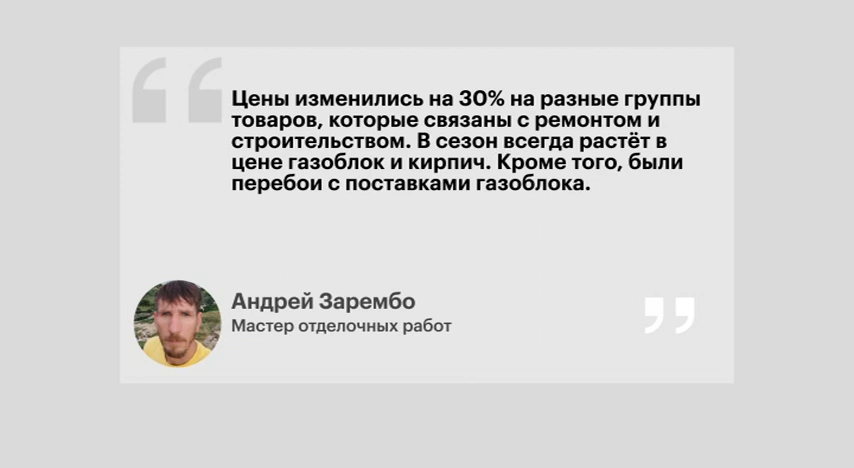 Цены изменились на 30% на разные группы
товаров, которые связаны с ремонтом и
строительством. В сезон всегда растёт в
цене газоблок и кирпич. Кроме того, были
перебои с поставками газоблока.
Андрей Зарембо
Мастер отделочных работ